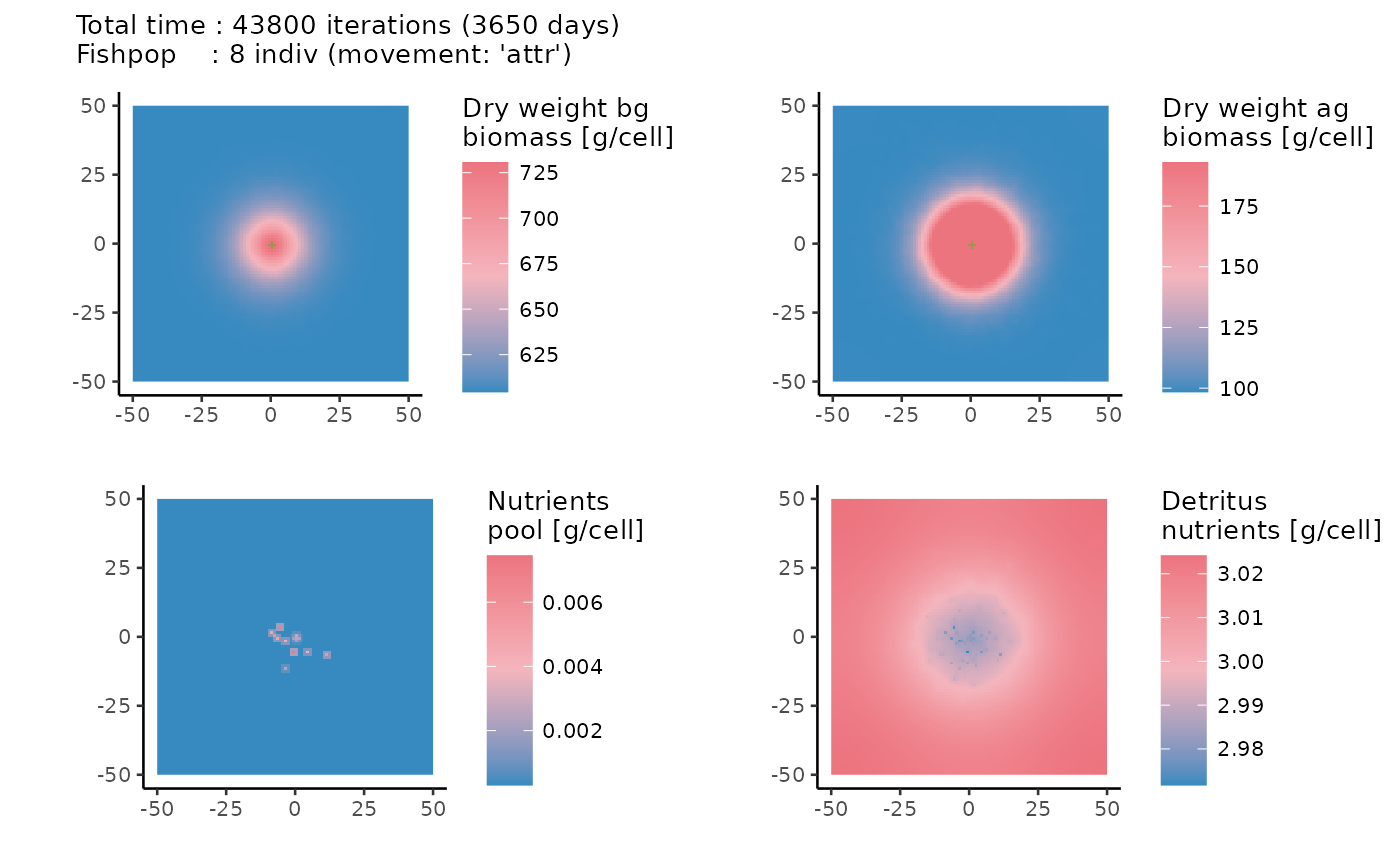 Total time : 43800 iterations (3650 days)
Fishpop    : 8 indiv (movement: 'attr')
Dry weight bg
biomass [g/cell]
50
25
0
-25
-50
-50 -25 0 25 50
725
700
675
650
625
Dry weight ag
biomass [g/cell]
50
25
0
-25
-50
-50 -25 0 25 50
175
150
125
100
Nutrients
pool [g/cell]
50
25
0
-25
-50
-50 -25 0 25 50
0.006
0.004
0.002
Detritus
nutrients [g/cell]
50
25
0
-25
-50
-50 -25 0 25 50
3.02
3.01
3.00
2.99
2.98